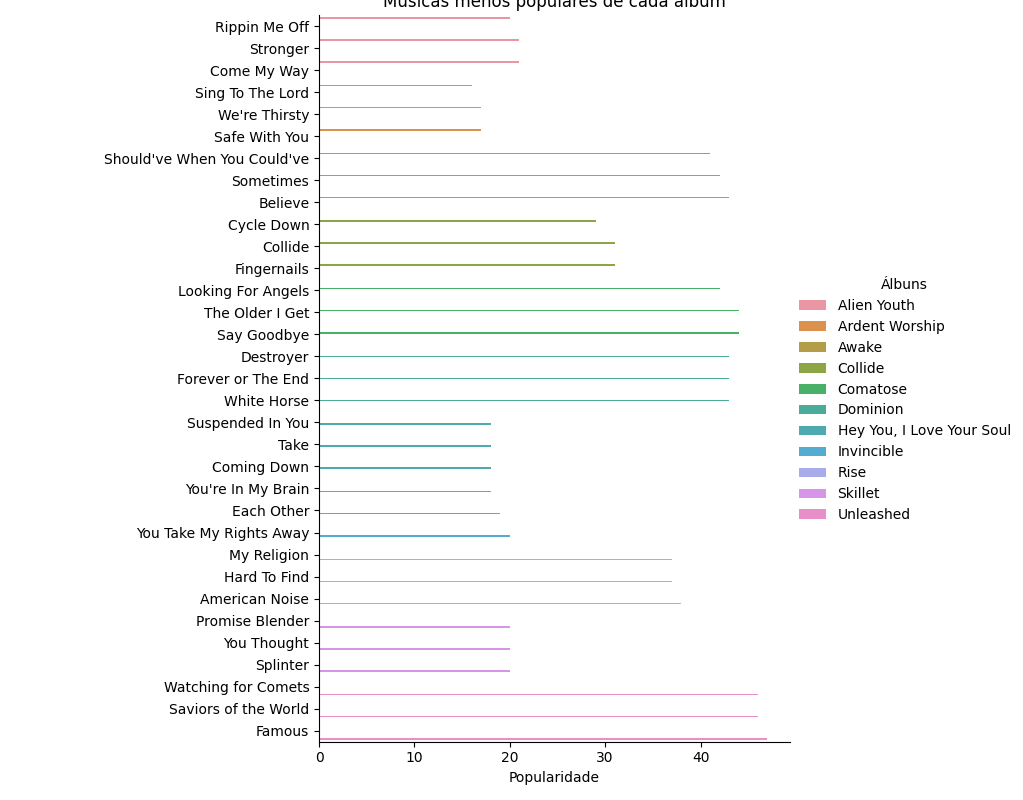 Músicas menos populares de cada álbum
Rippin Me Off
Stronger
Come My Way
Sing To The Lord
We're Thirsty
Safe With You
Should've When You Could've
Sometimes
Believe
Cycle Down
Collide
Fingernails
Looking For Angels
The Older I Get
Say Goodbye
Destroyer
Forever or The End
White Horse
Suspended In You
Take
Coming Down
You're In My Brain
Each Other
You Take My Rights Away
My Religion
Hard To Find
American Noise
Promise Blender
You Thought
Splinter
Watching for Comets
Saviors of the World
Famous
0 10 20 30 40
Popularidade
Álbuns
Alien Youth
Ardent Worship
Awake
Collide
Comatose
Dominion
Hey You, I Love Your Soul
Invincible
Rise
Skillet
Unleashed